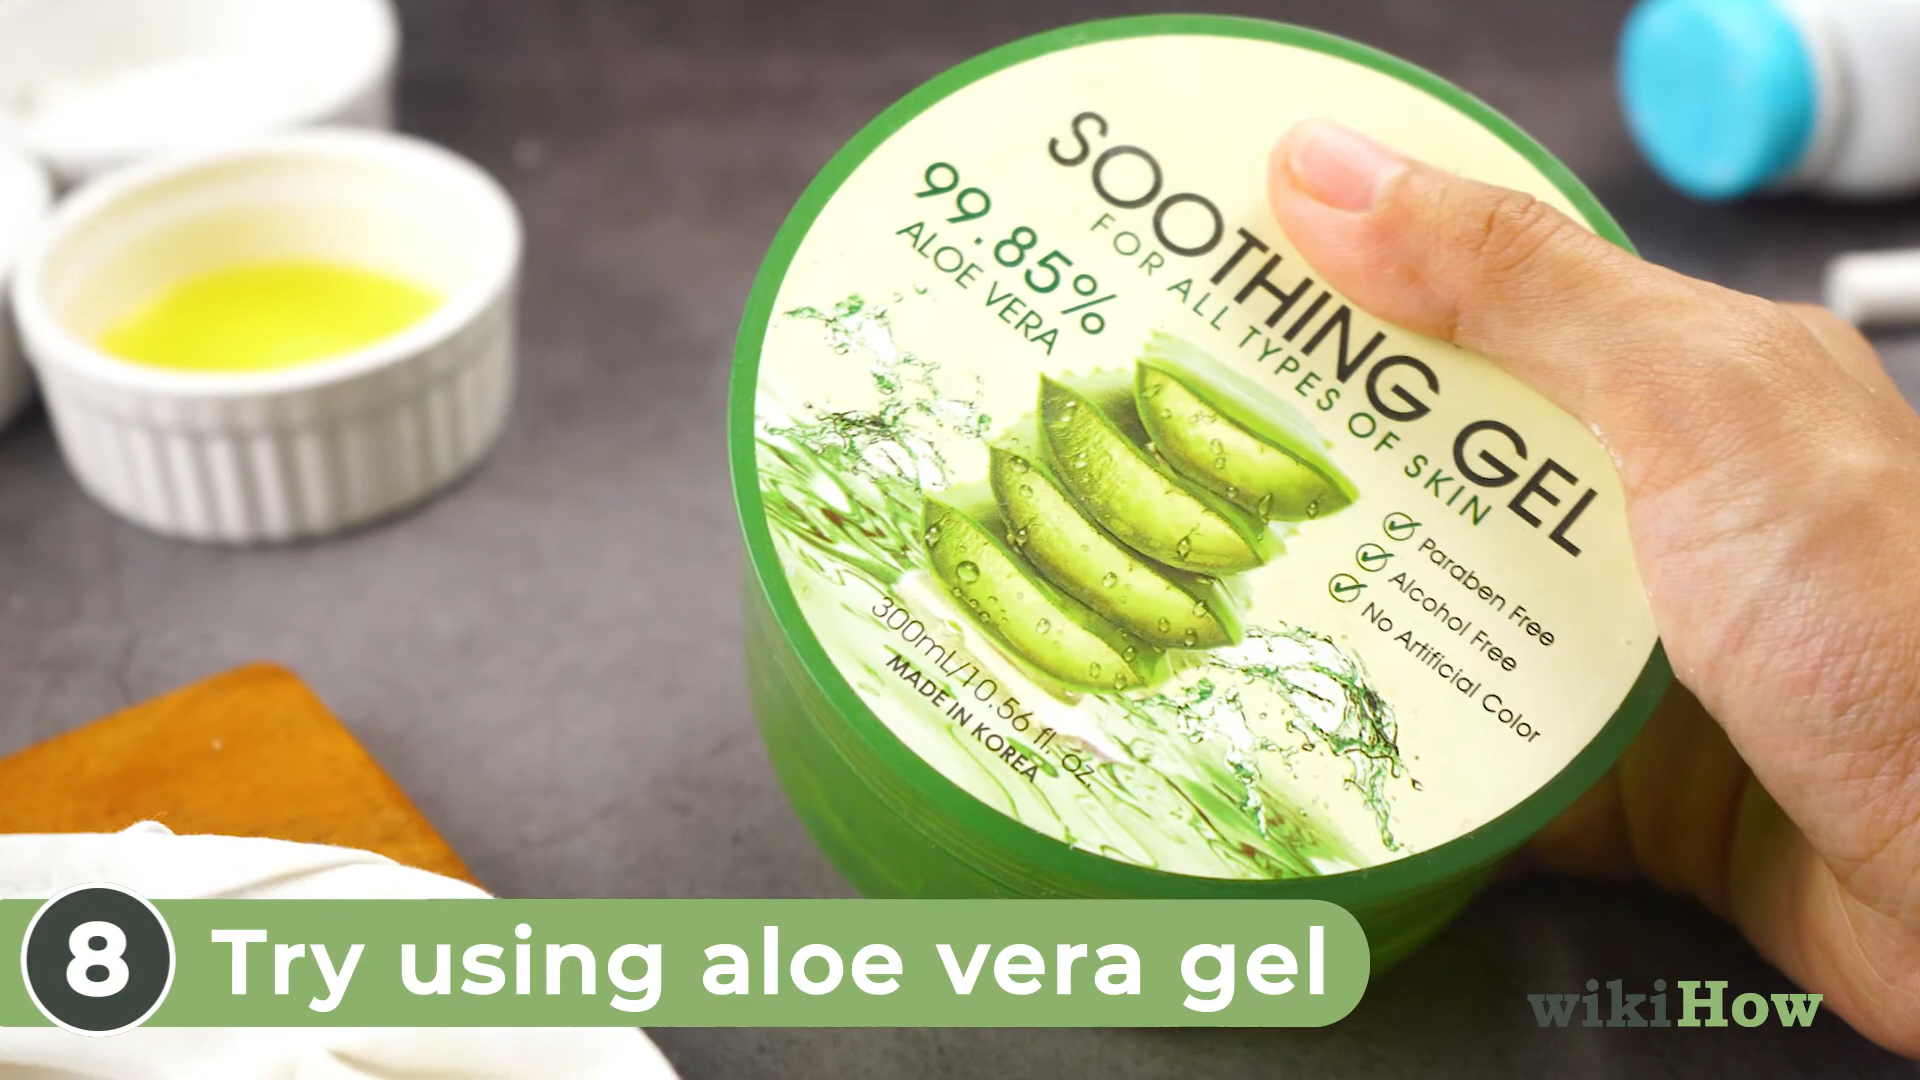 SOOTHING GEL
FOR ALL TYPES OF SKIN
99.85%
ALOE VERA
Paraben Free
Alcohol Free
No Artificial Color
300mL/10.56 fl. oz.
MADE IN KOREA
8 Try using aloe vera gel
wikiHow